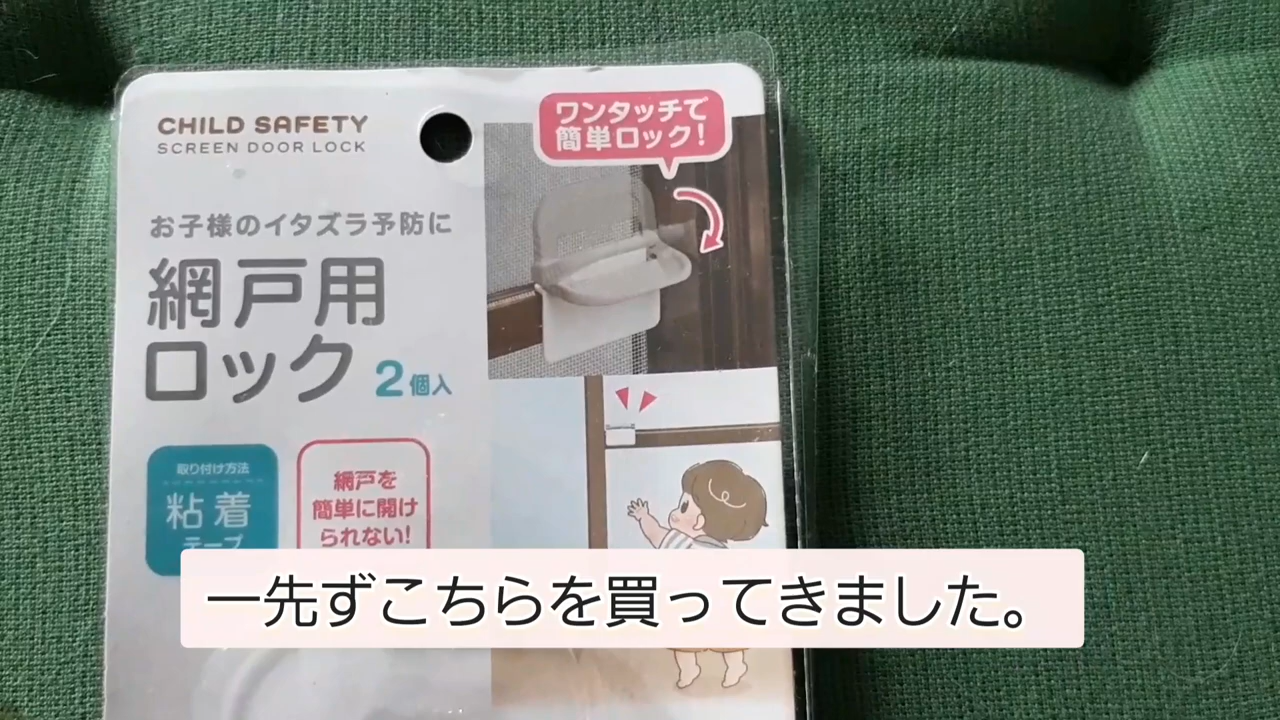 CHILD SAFETY
SCREEN DOOR LOCK
ワンタッチで
簡単ロック!
お子様のイタズラ予防に
網戸用
ロック 2個入
取り付け方法
粘着
テープ
網戸を
簡単に開け
られない!
一先ずこちらを買ってきました。